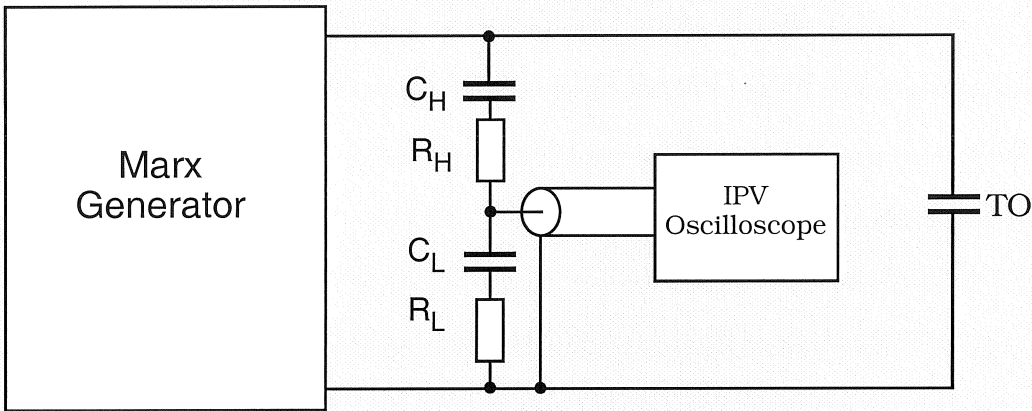 Marx
Generator
C_H
R_H
C_L
R_L
IPV
Oscilloscope
TO